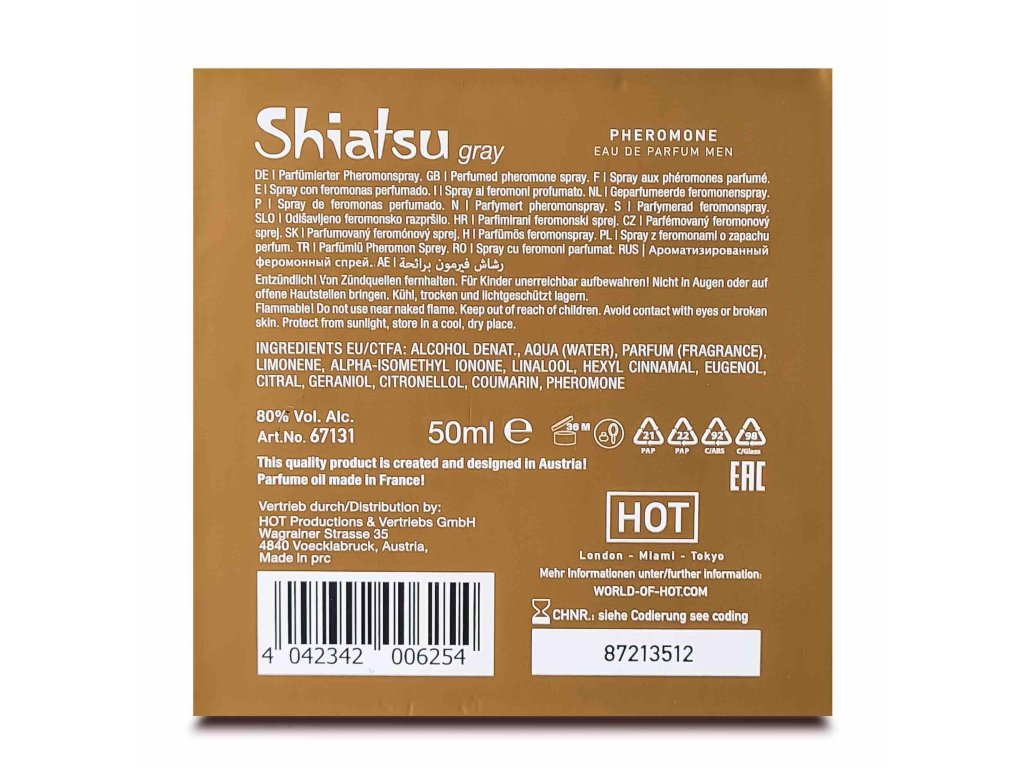 Shiatsu gray
PHEROMONE
EAU DE PARFUM MEN
DE | Parfümierter Pheromonspray. GB | Perfumed pheromone spray. F | Spray aux phéromones parfumé.
E | Spray con feromonas perfumado. I | Spray al feromoni profumato. NL | Geparfumeerde feromonenspray.
P | Spray de feromonas perfumado. N | Parfymert pheromonspray. S | Parfymerad feromonspray.
SLO | Odišavljeno feromonsko razpršilo. HR | Parfimirani feromonski sprej. CZ | Parfémovaný feromonový
sprej. SK | Parfumovaný feromónový sprej. H | Parfümös feromonspray. PL | Spray z feromonami o zapachu
perfum. TR | Parfümlü Pheromon Sprey. RO | Spray cu feromoni parfumat. RUS | Ароматизированный
феромонный спрей. AE | رشاش فيرمون برائحة
Entzündlich! Von Zündquellen fernhalten. Für Kinder unerreichbar aufbewahren! Nicht in Augen oder auf
offene Hautstellen bringen. Kühl, trocken und lichtgeschützt lagern.
Flammable! Do not use near naked flame. Keep out of reach of children. Avoid contact with eyes or broken
skin. Protect from sunlight, store in a cool, dry place.
INGREDIENTS EU/CTFA: ALCOHOL DENAT., AQUA (WATER), PARFUM (FRAGRANCE),
LIMONENE, ALPHA-ISOMETHYL IONONE, LINALOOL, HEXYL CINNAMAL, EUGENOL,
CITRAL, GERANIOL, CITRONELLOL, COUMARIN, PHEROMONE
80% Vol. Alc.
Art.No. 67131
50ml e
36 M
21 PAP
22 PAP
92 C/ABS
98 C/Glass
EAC
This quality product is created and designed in Austria!
Parfume oil made in France!
Vertrieb durch/Distribution by:
HOT Productions & Vertriebs GmbH
Wagrainer Strasse 35
4840 Voecklabruck, Austria,
Made in prc
HOT
London - Miami - Tokyo
Mehr Informationen unter/further information:
WORLD-OF-HOT.COM
CHNR.: siehe Codierung see coding
4 042342 006254
87213512